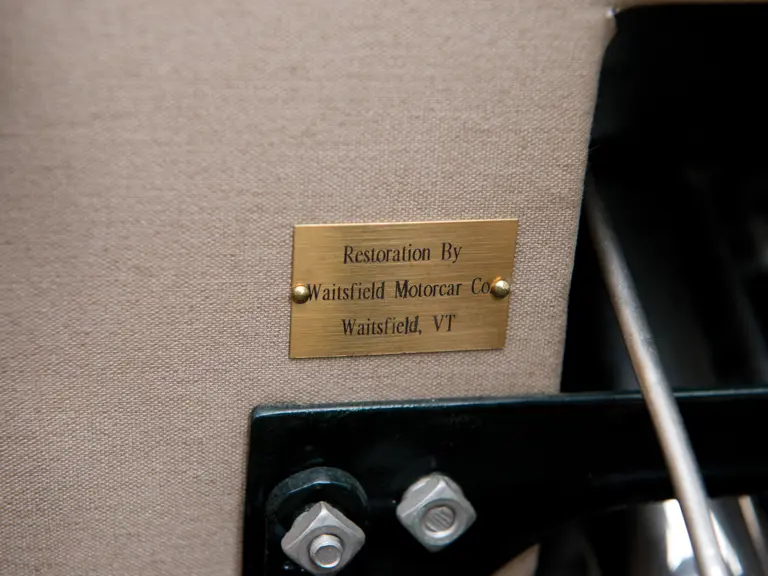 Restoration By
Waitsfield Motorcar Co.
Waitsfield, VT